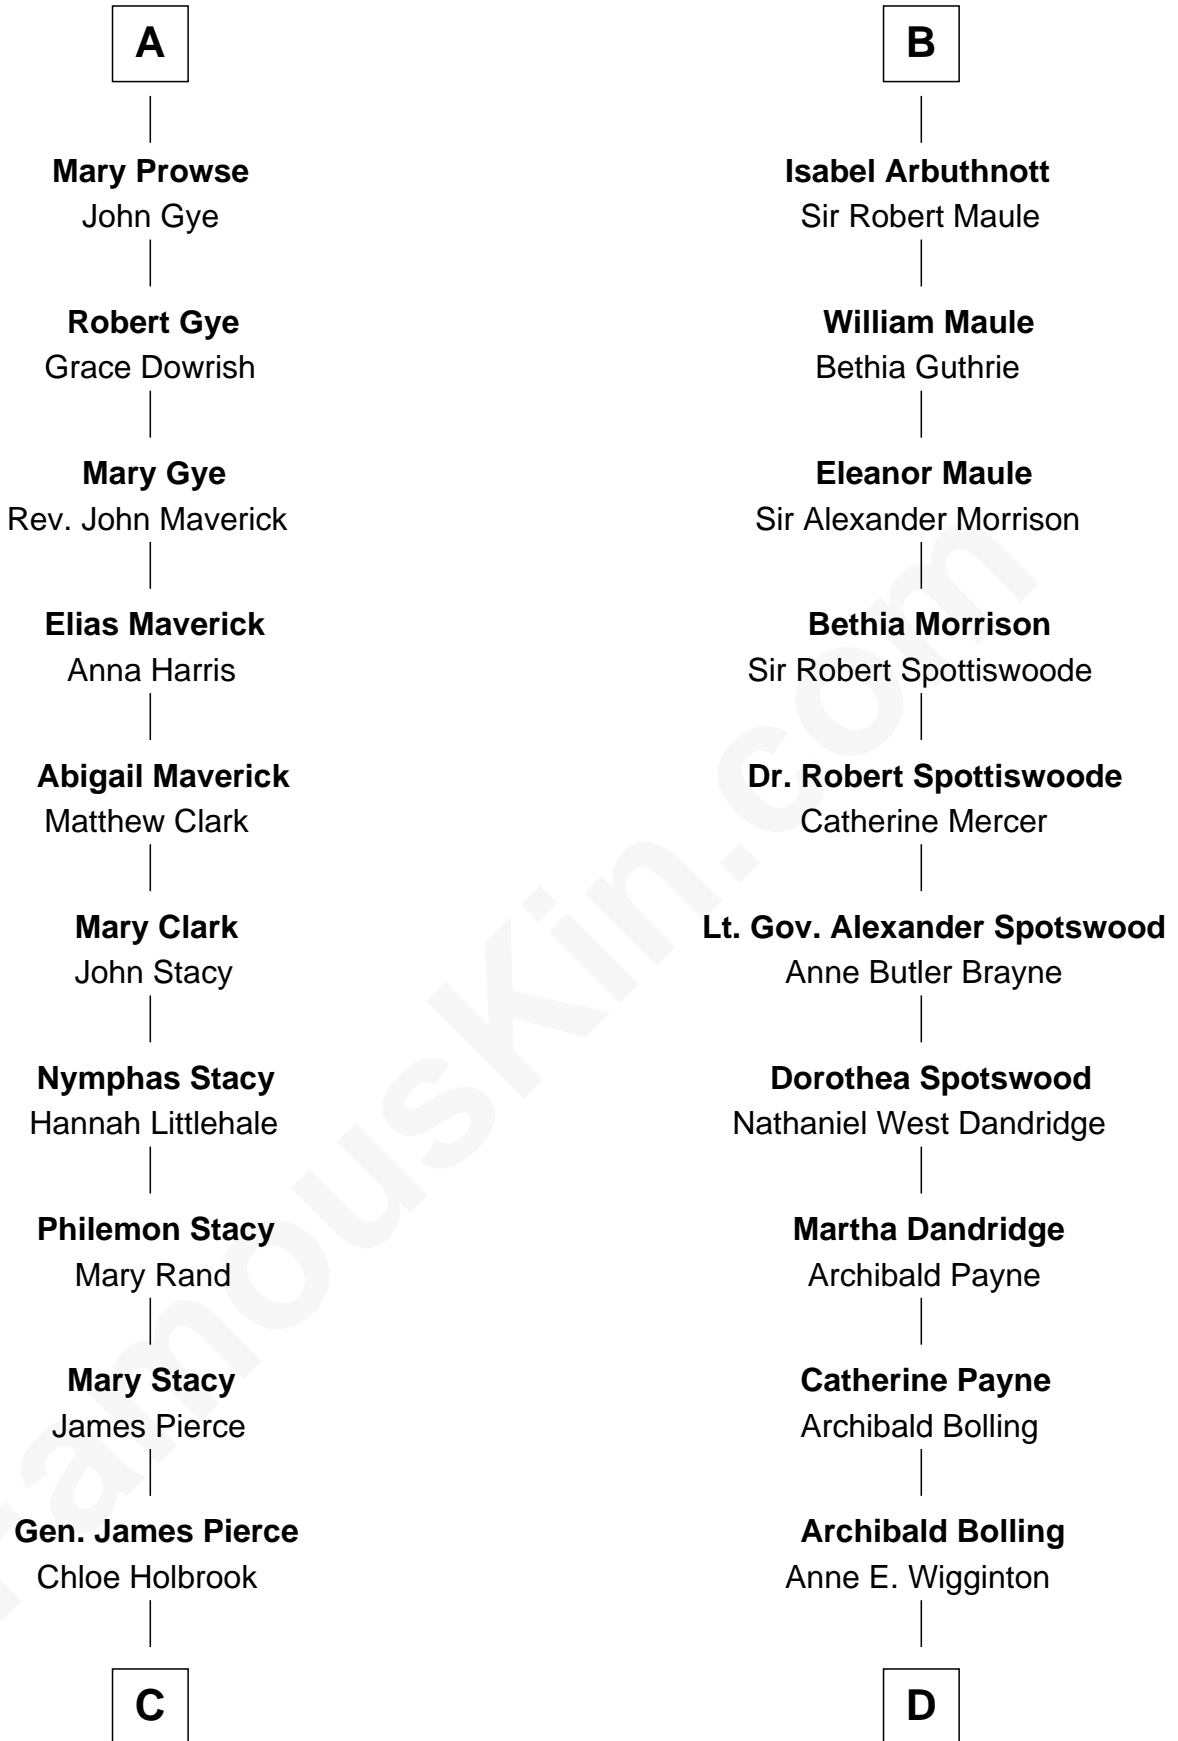 A
Mary Prowse
John Gye
Robert Gye
Grace Dowrish
Mary Gye
Rev. John Maverick
Elias Maverick
Anna Harris
Abigail Maverick
Matthew Clark
Mary Clark
John Stacy
Nymphas Stacy
Hannah Littlehale
Philemon Stacy
Mary Rand
Mary Stacy
James Pierce
Gen. James Pierce
Chloe Holbrook
C
B
Isabel Arbuthnott
Sir Robert Maule
William Maule
Bethia Guthrie
Eleanor Maule
Sir Alexander Morrison
Bethia Morrison
Sir Robert Spottiswoode
Dr. Robert Spottiswoode
Catherine Mercer
Lt. Gov. Alexander Spotswood
Anne Butler Brayne
Dorothea Spotswood
Nathaniel West Dandridge
Martha Dandridge
Archibald Payne
Catherine Payne
Archibald Bolling
Archibald Bolling
Anne E. Wigginton
D
FamousKin.com